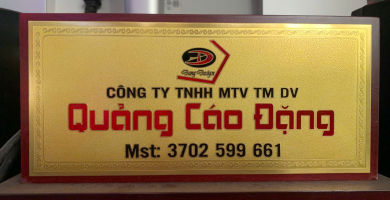 CÔNG TY TNHH MTV TM DV
Quảng Cáo Đặng
Mst: 3702 599 661